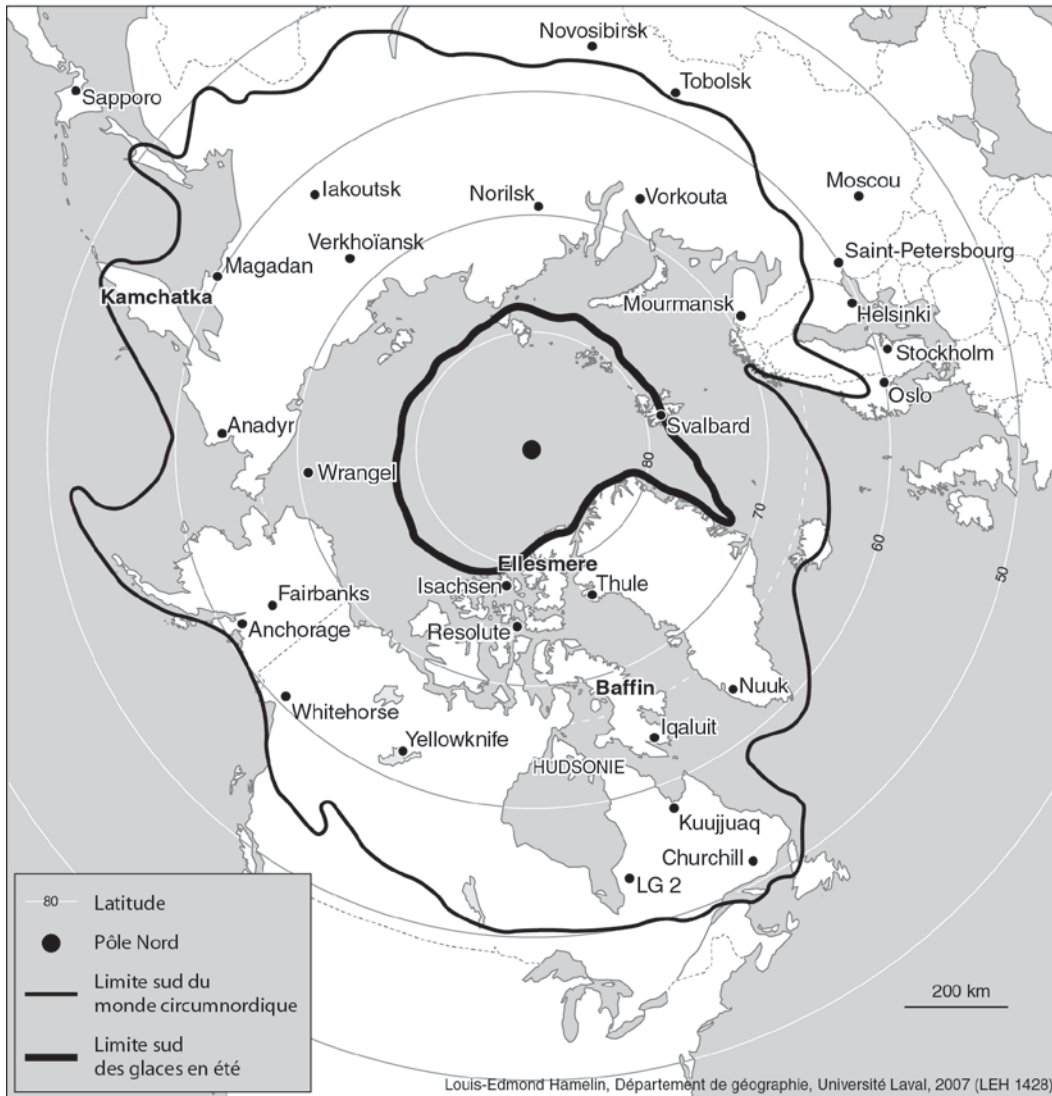 Novosibirsk
Tobolsk
Sapporo
Iakoutsk
Norilsk
Vorkouta
Moscou
Verkhoïansk
Saint-Petersbourg
Magadan
Kamchatka
Mourmansk
Helsinki
Stockholm
Oslo
Svalbard
Anadyr
Wrangel
80
70
60
50
Ellesmere
Isachsen
Thule
Fairbanks
Anchorage
Resolute
Baffin
Nuuk
Whitehorse
Iqaluit
Yellowknife
HUDSONIE
Kuujjuaq
Churchill
LG 2
80 Latitude
Pôle Nord
Limite sud du
monde circumnordique
Limite sud
des glaces en été
200 km
Louis-Edmond Hamelin, Département de géographie, Université Laval, 2007 (LEH 1428)